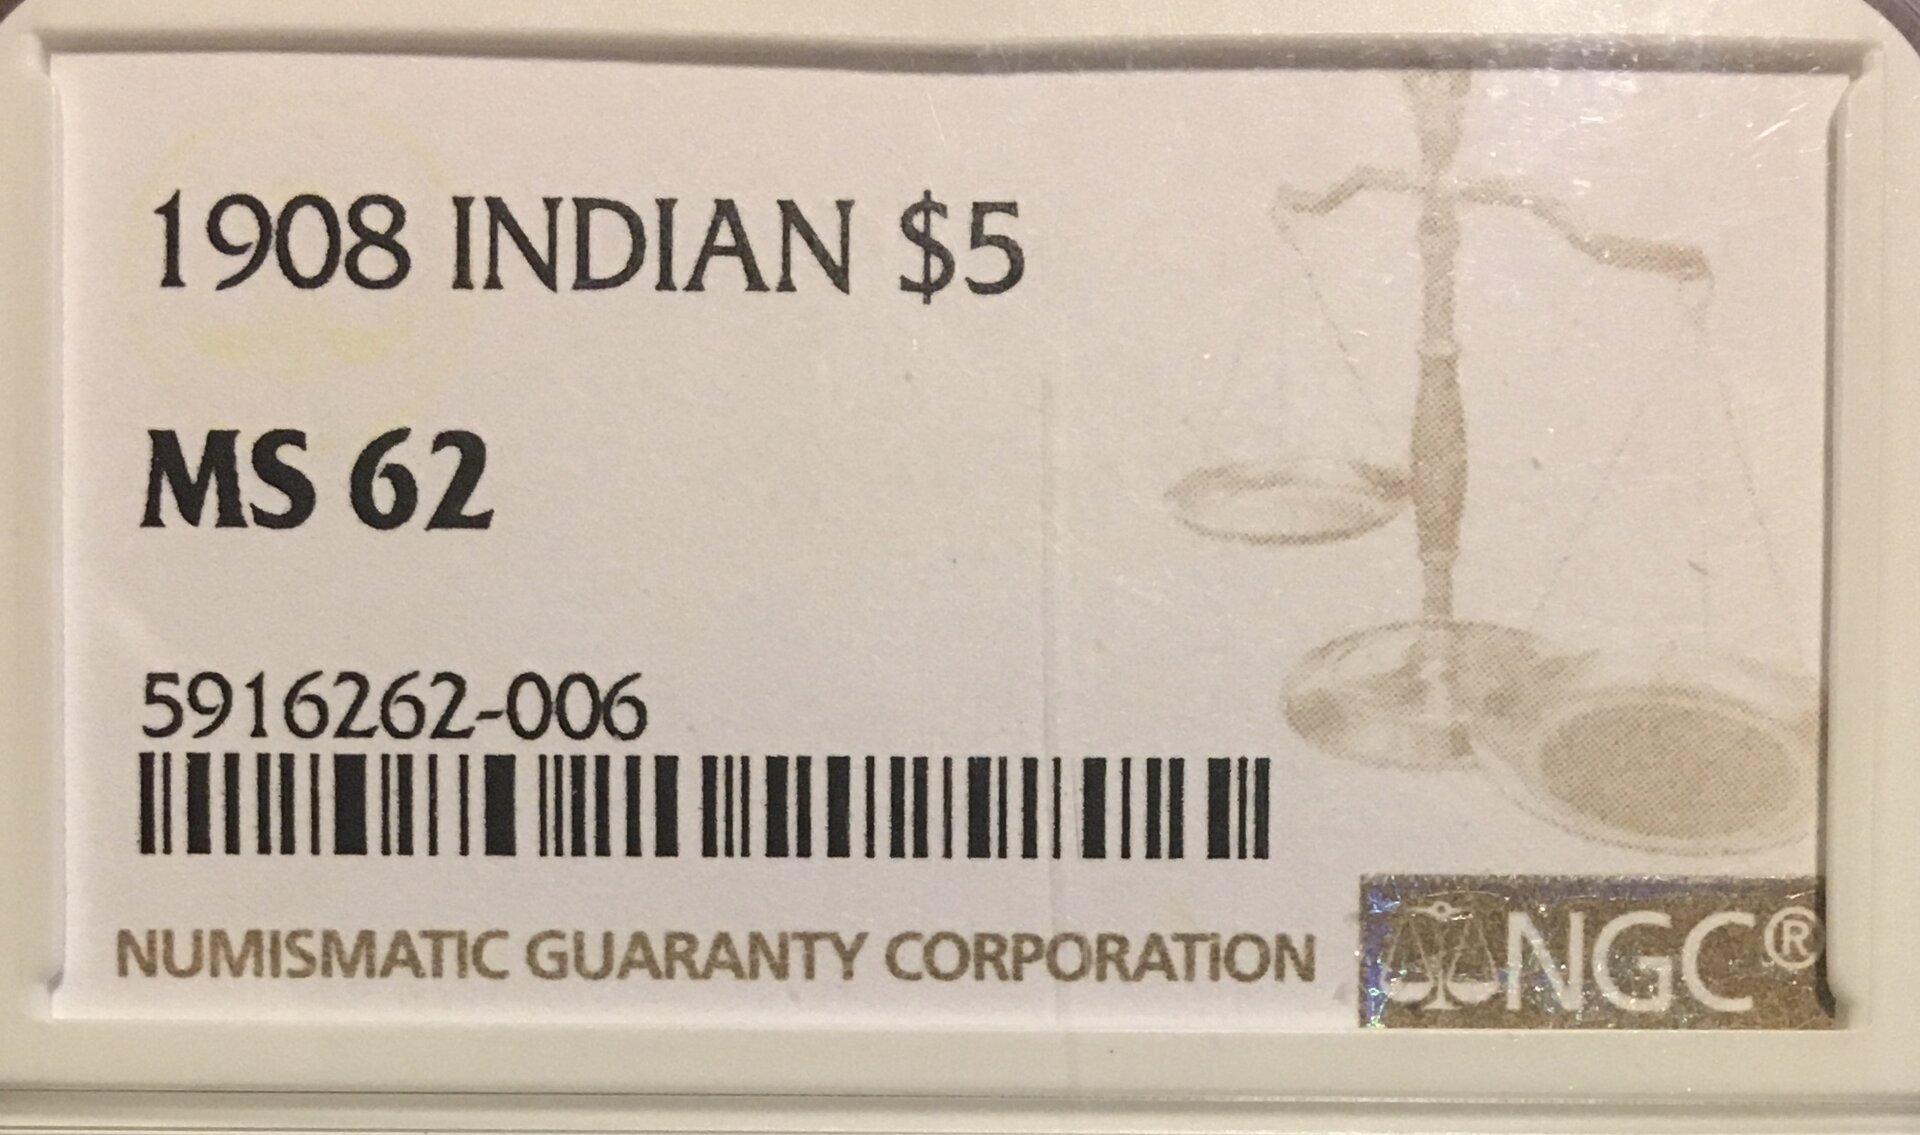 1908 INDIAN $5
MS 62
5916262-006
NUMISMATIC GUARANTY CORPORATION
NGC®